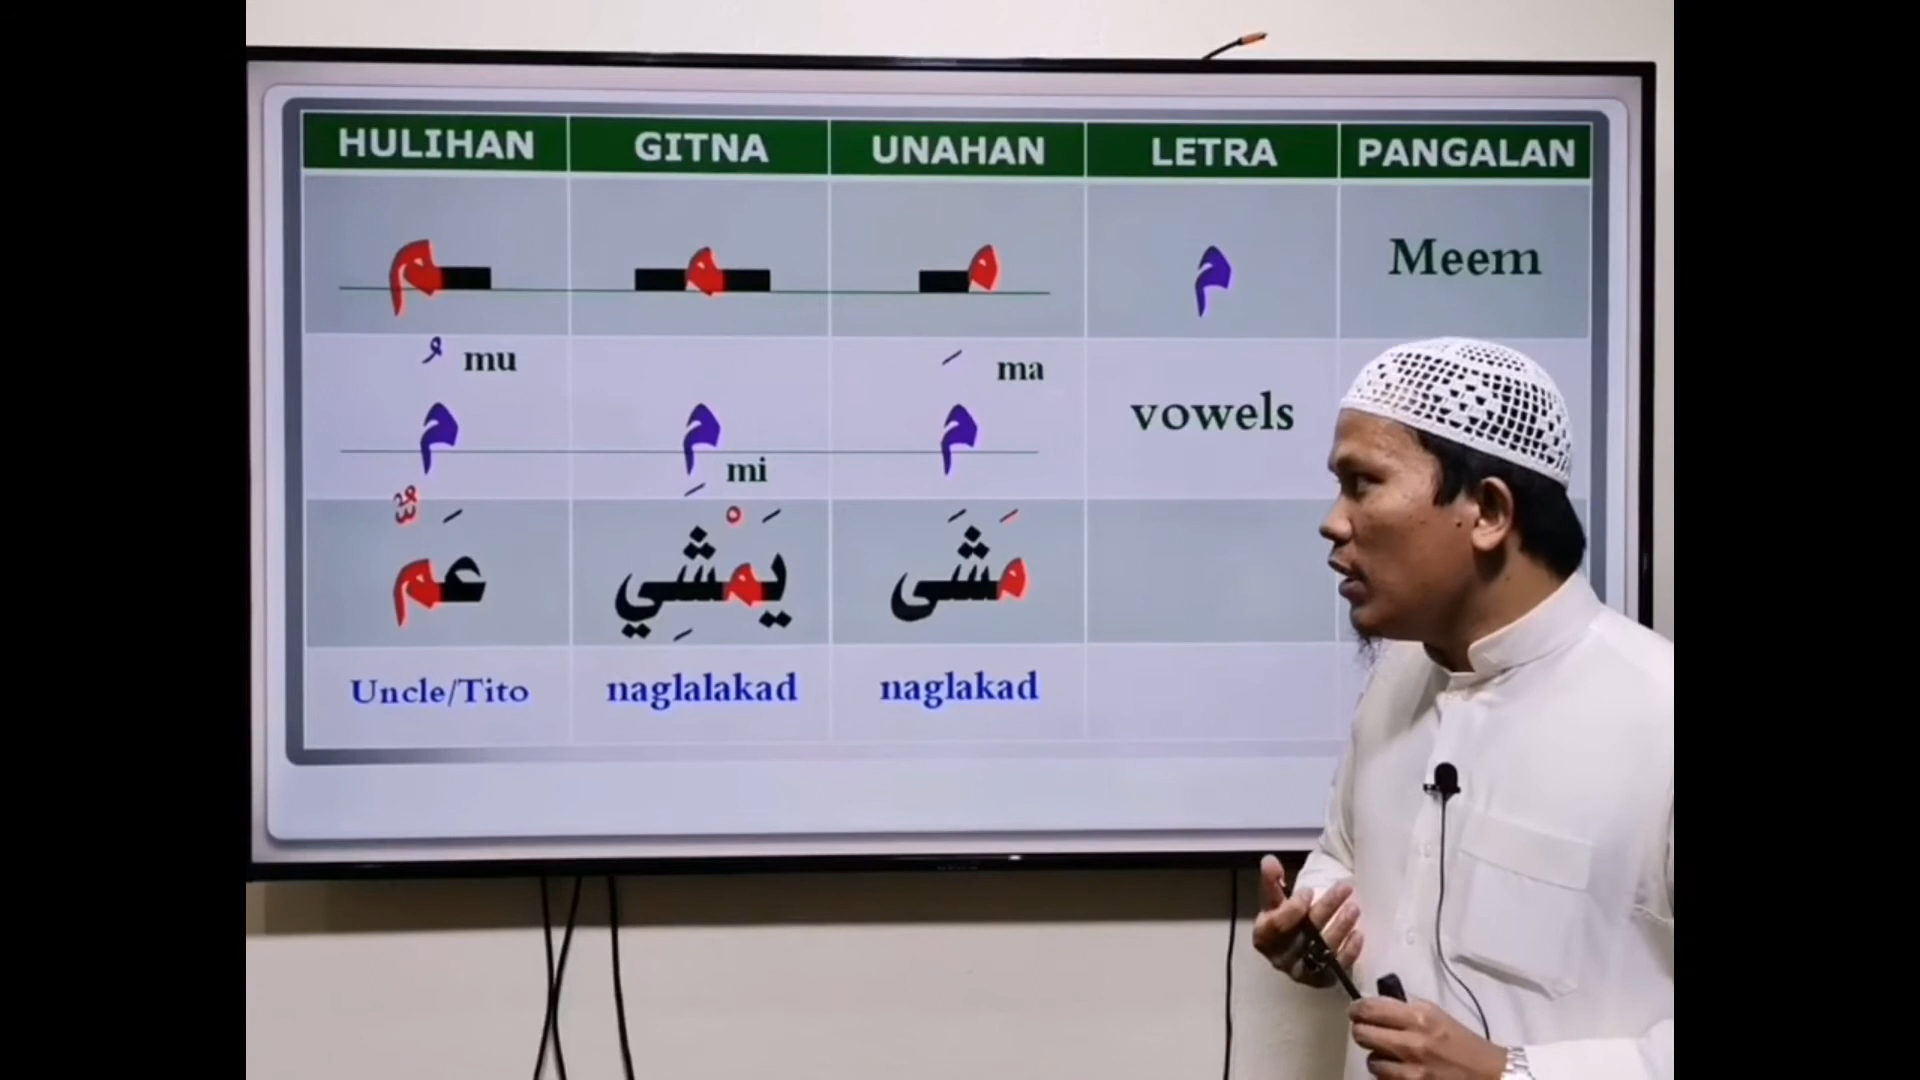 HULIHAN GITNA UNAHAN LETRA PANGALAN
م م م م Meem
ُ mu َ ma
م م م vowels
ِ mi
عَمٌّ يَمْشِي مَشَى
Uncle/Tito naglalakad naglakad